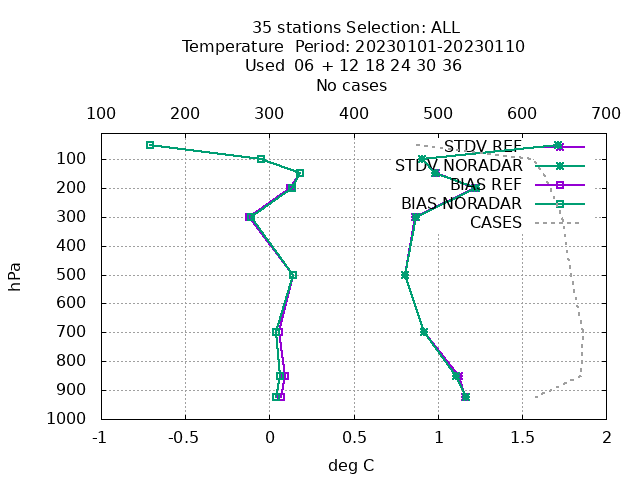 35 stations Selection: ALL
Temperature  Period: 20230101-20230110
Used 06 + 12 18 24 30 36
No cases
100 200 300 400 500 600 700
STDV REF
100
STDV NORADAR
200
BIAS REF
BIAS NORADAR
300
CASES
400
500
600
700
800
900
1000
hPa
-1 -0.5 0 0.5 1 1.5 2
deg C